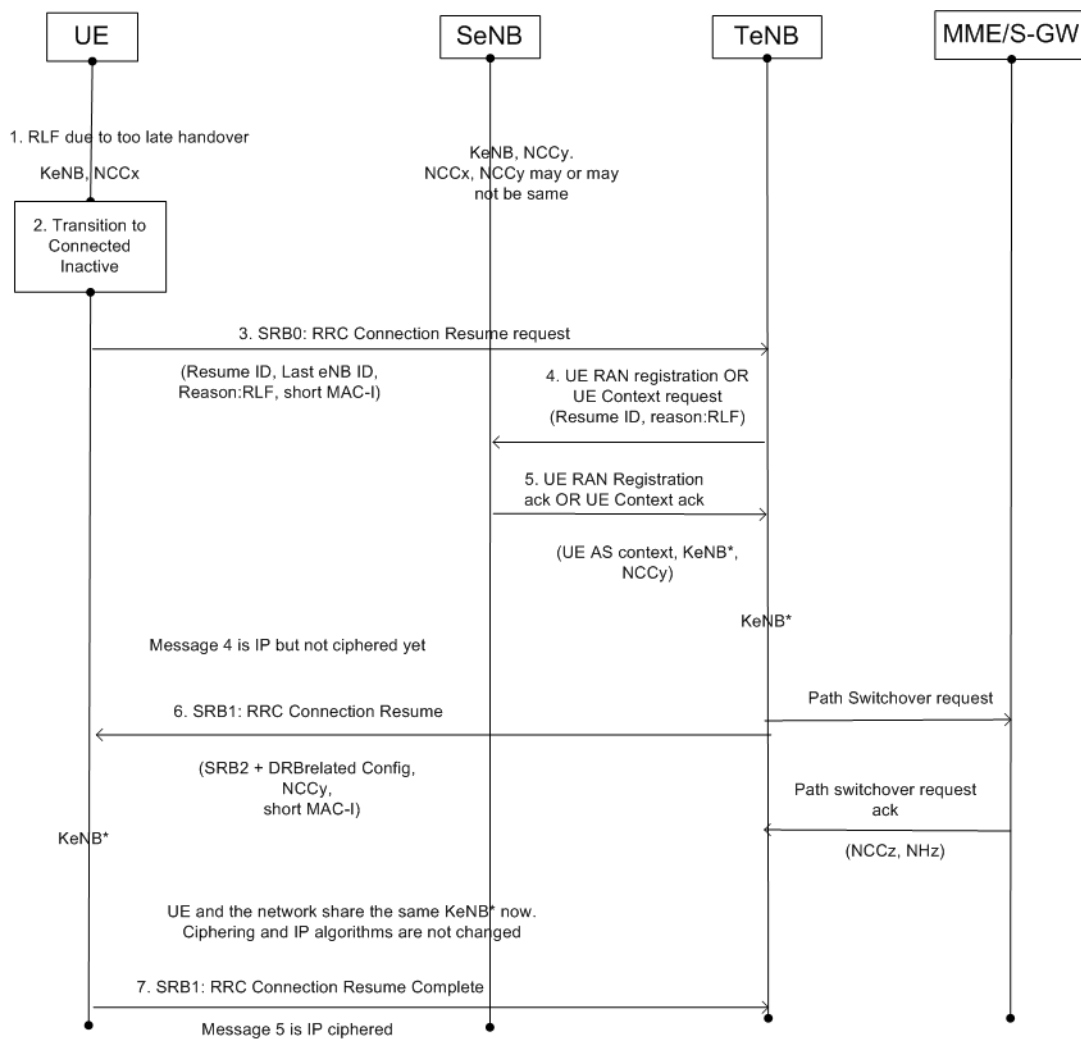 UE
SeNB
TeNB
MME/S-GW
1. RLF due to too late handover
KeNB, NCCx
KeNB, NCCy.
NCCx, NCCy may or may
not be same
2. Transition to
Connected
Inactive
3. SRB0: RRC Connection Resume request
(Resume ID, Last eNB ID,
Reason:RLF, short MAC-I)
4. UE RAN registration OR
UE Context request
(Resume ID, reason:RLF)
5. UE RAN Registration
ack OR UE Context ack
(UE AS context, KeNB*,
NCCy)
KeNB*
Message 4 is IP but not ciphered yet
Path Switchover request
6. SRB1: RRC Connection Resume
(SRB2 + DRBrelated Config,
NCCy,
short MAC-I)
Path switchover request
ack
KeNB*
(NCCz, NHz)
UE and the network share the same KeNB* now.
Ciphering and IP algorithms are not changed
7. SRB1: RRC Connection Resume Complete
Message 5 is IP ciphered